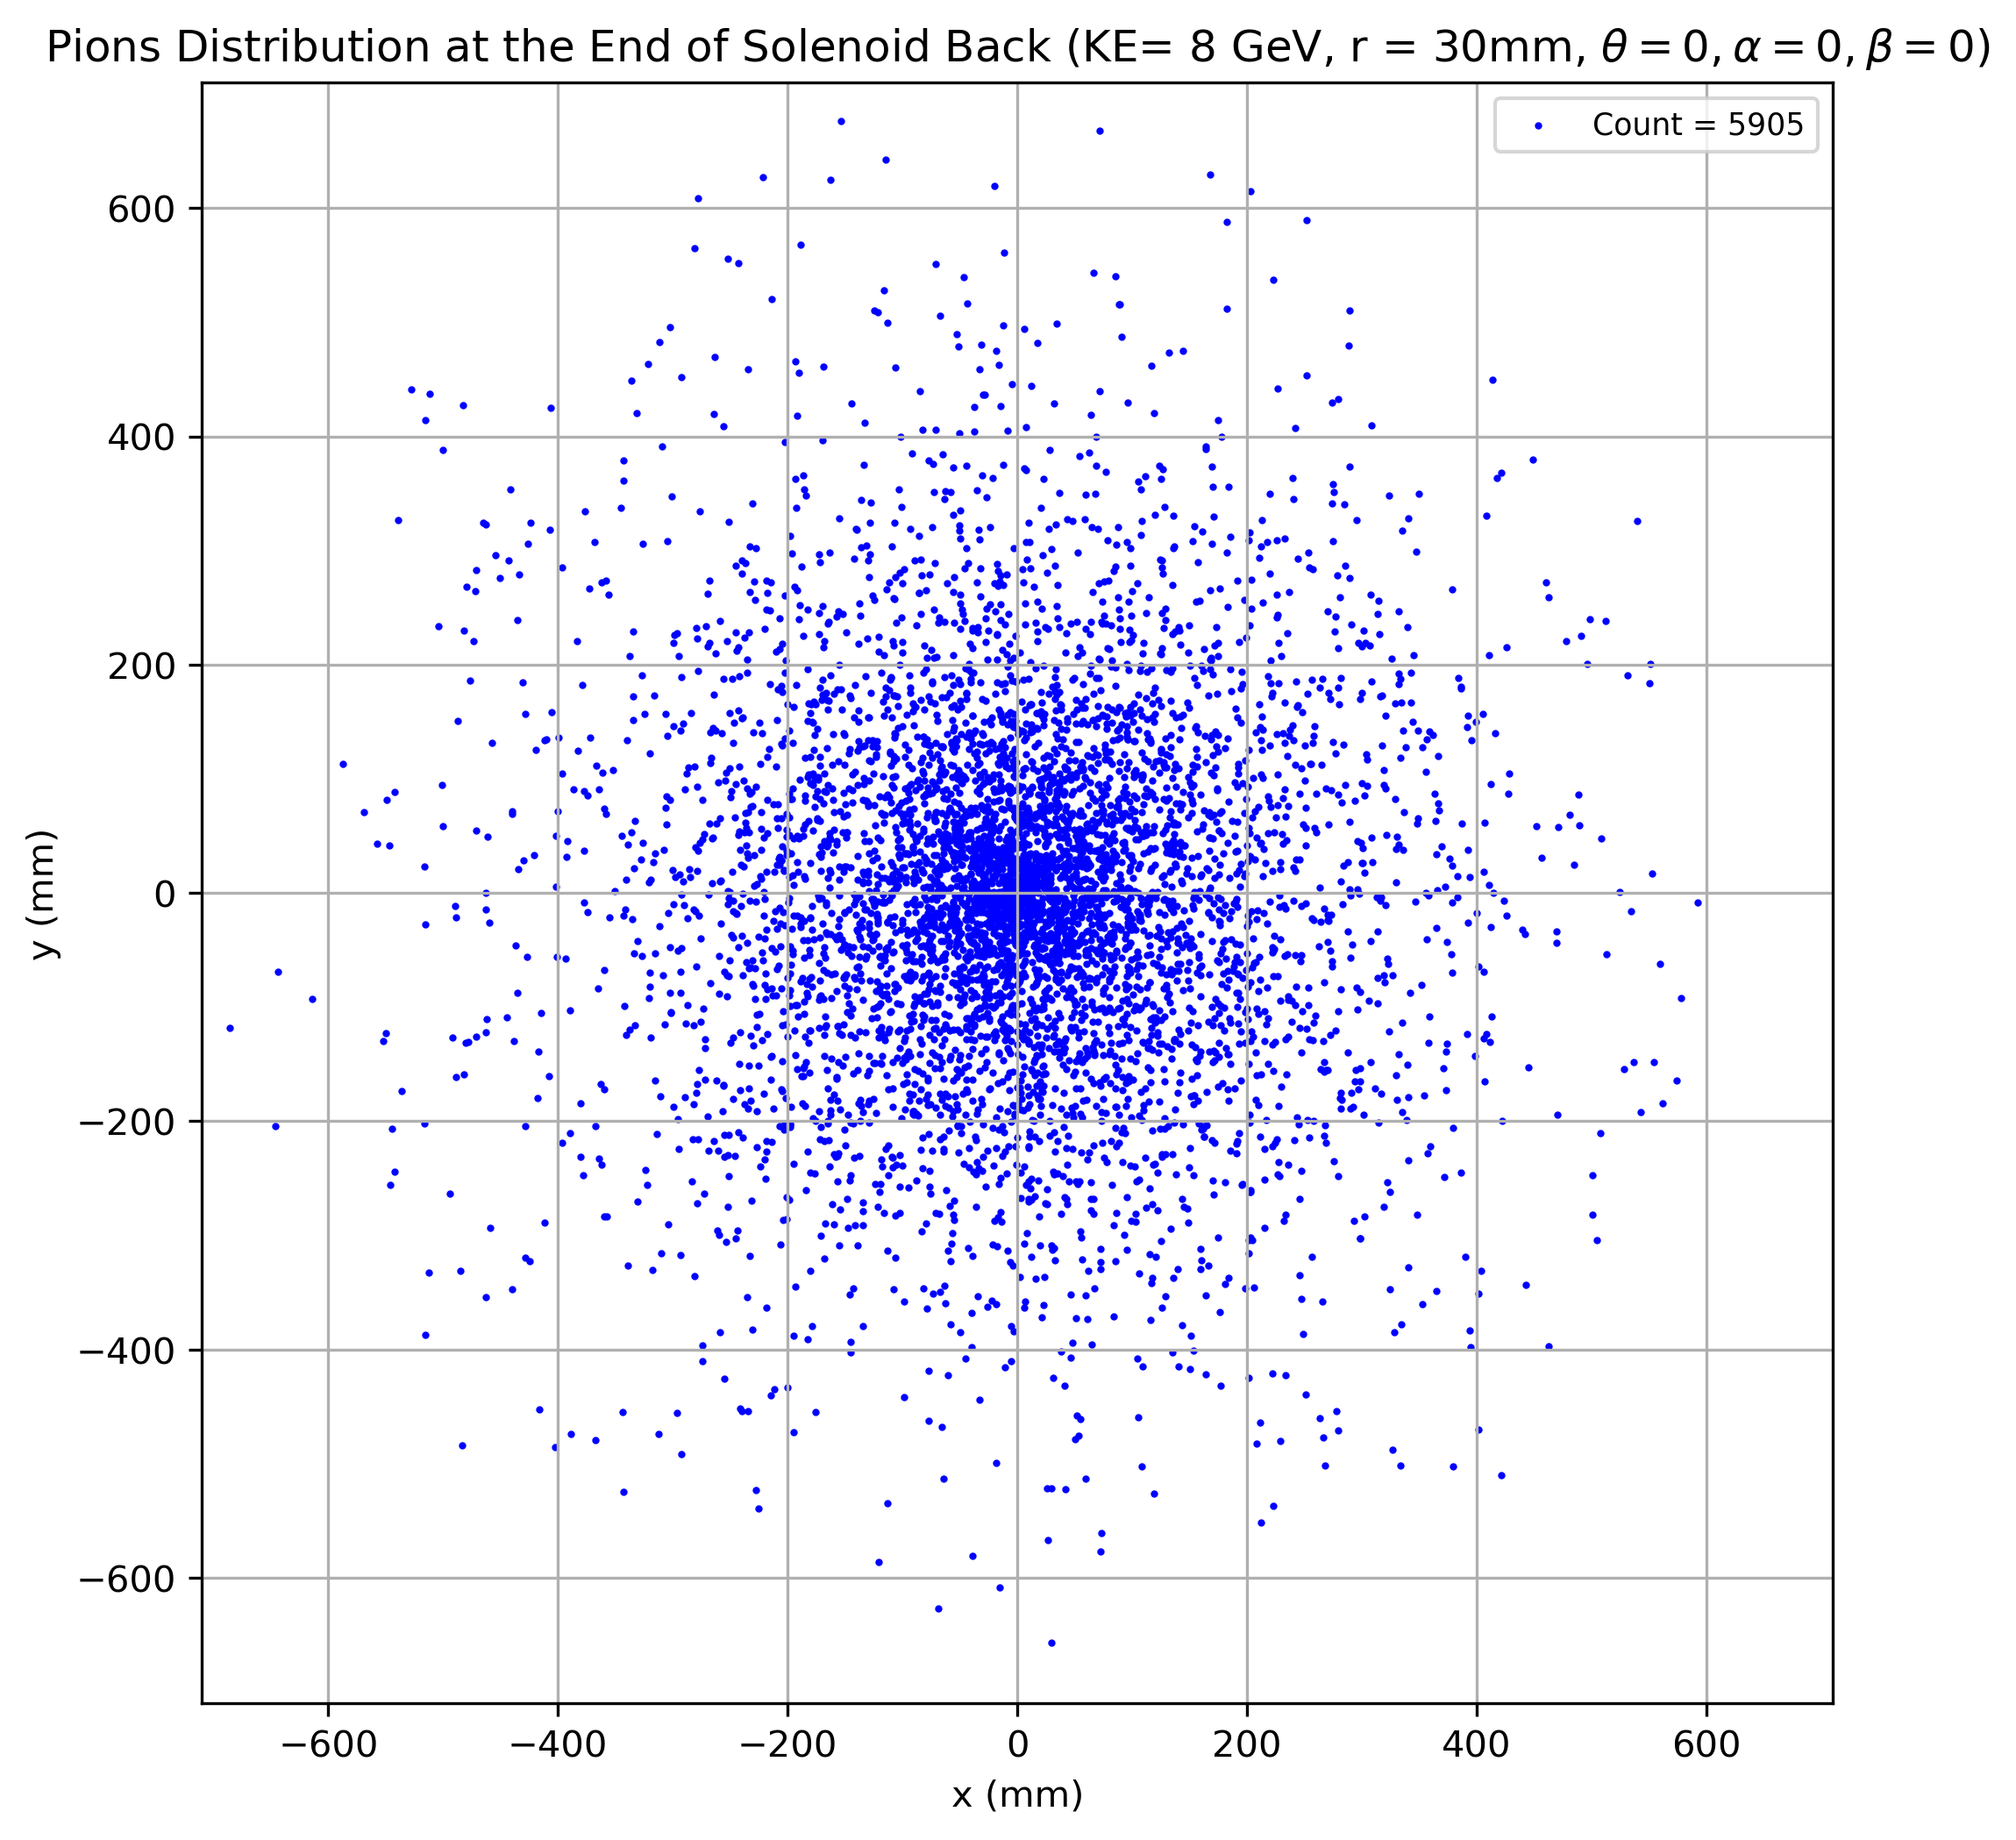 Pions Distribution at the End of Solenoid Back (KE= 8 GeV, r = 30mm, θ = 0, α = 0, β = 0)
Count = 5905
600
400
200
0
−200
−400
−600
y (mm)
−600 −400 −200 0 200 400 600
x (mm)